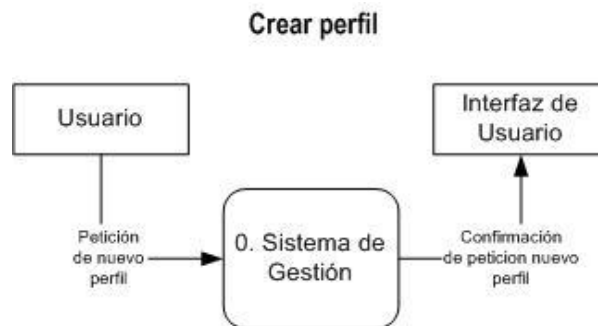 Crear perfil
Usuario
Interfaz de
Usuario
0. Sistema de
Gestión
Petición
de nuevo
perfil
Confirmación
de peticion nuevo
perfil